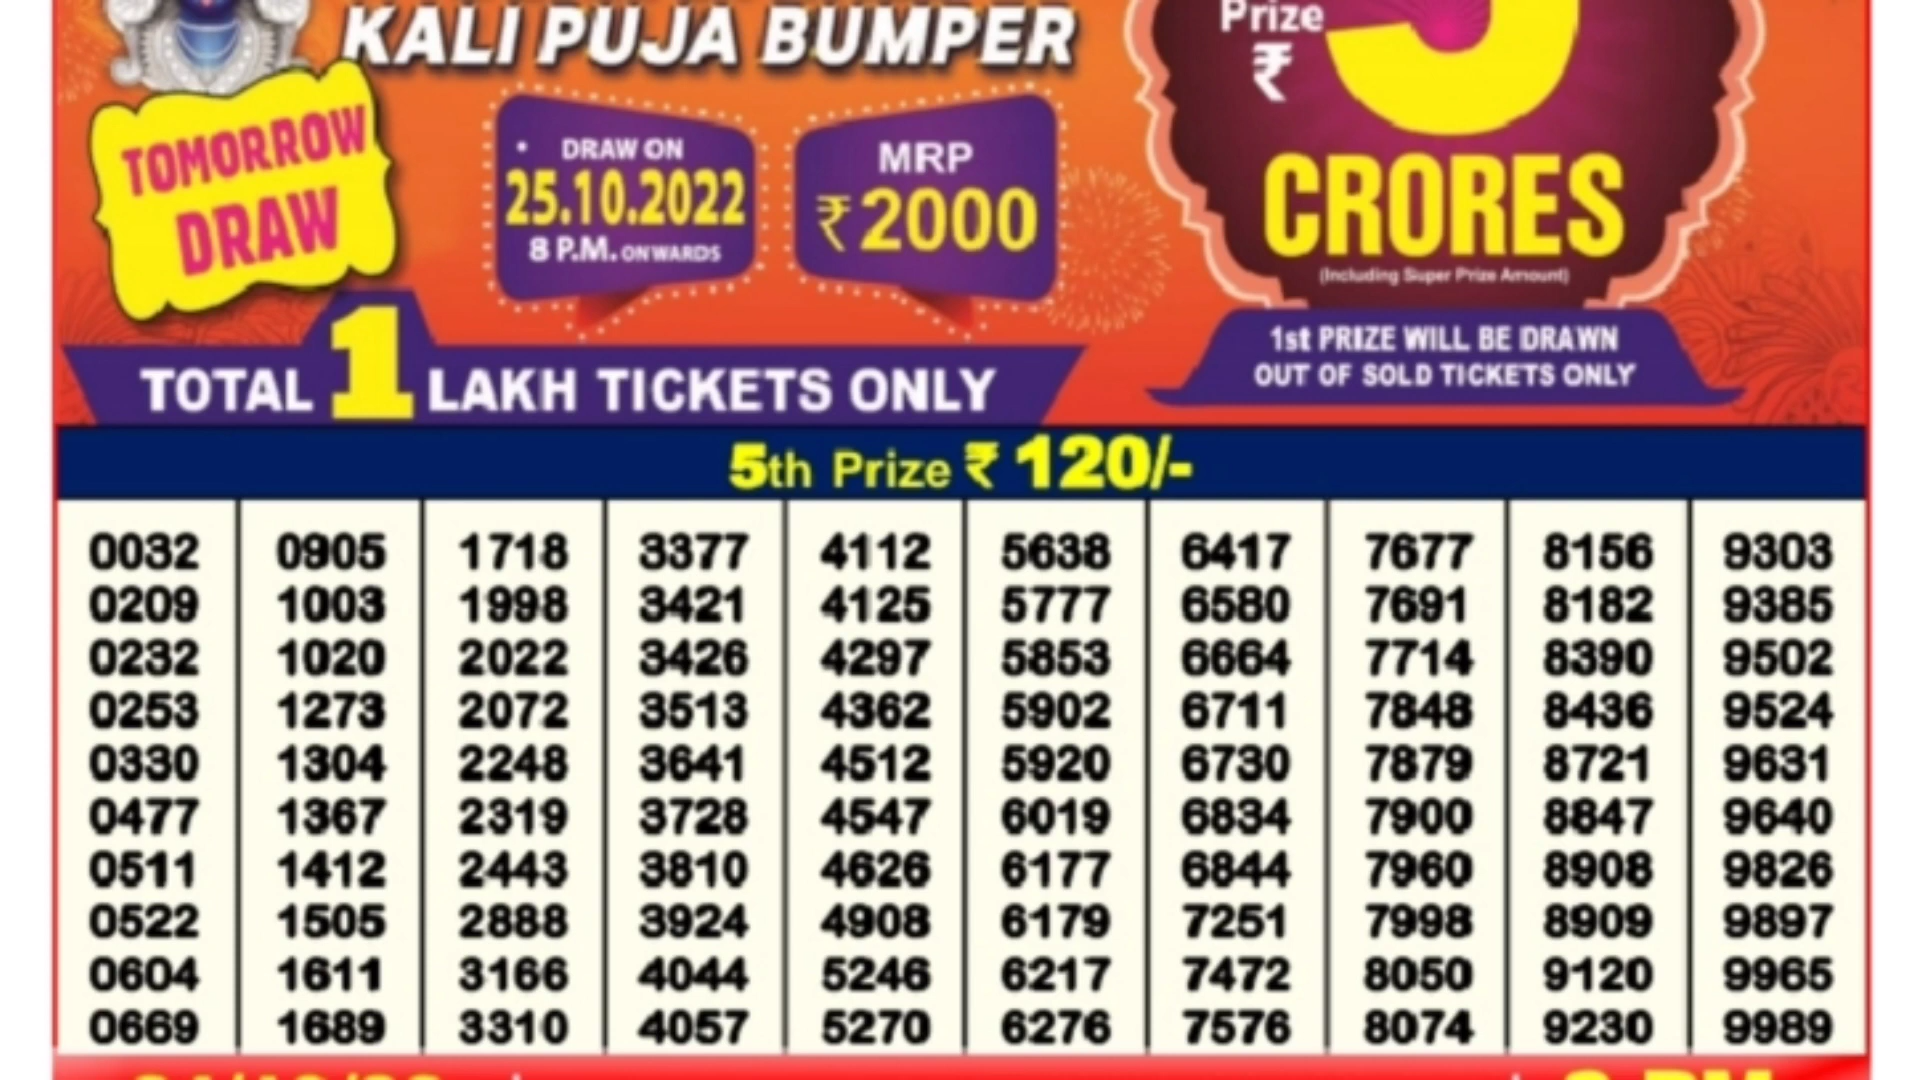 KALI PUJA BUMPER
TOMORROW
DRAW
DRAW ON
25.10.2022
8 P.M. ONWARDS
MRP
₹2000
Prize
₹
CRORES
(Including Super Prize Amount)
1st PRIZE WILL BE DRAWN
OUT OF SOLD TICKETS ONLY
TOTAL 1 LAKH TICKETS ONLY
5th Prize ₹ 120/-
0032 0905 1718 3377 4112 5638 6417 7677 8156 9303
0209 1003 1998 3421 4125 5777 6580 7691 8182 9385
0232 1020 2022 3426 4297 5853 6664 7714 8390 9502
0253 1273 2072 3513 4362 5902 6711 7848 8436 9524
0330 1304 2248 3641 4512 5920 6730 7879 8721 9631
0477 1367 2319 3728 4547 6019 6834 7900 8847 9640
0511 1412 2443 3810 4626 6177 6844 7960 8908 9826
0522 1505 2888 3924 4908 6179 7251 7998 8909 9897
0604 1611 3166 4044 5246 6217 7472 8050 9120 9965
0669 1689 3310 4057 5270 6276 7576 8074 9230 9989